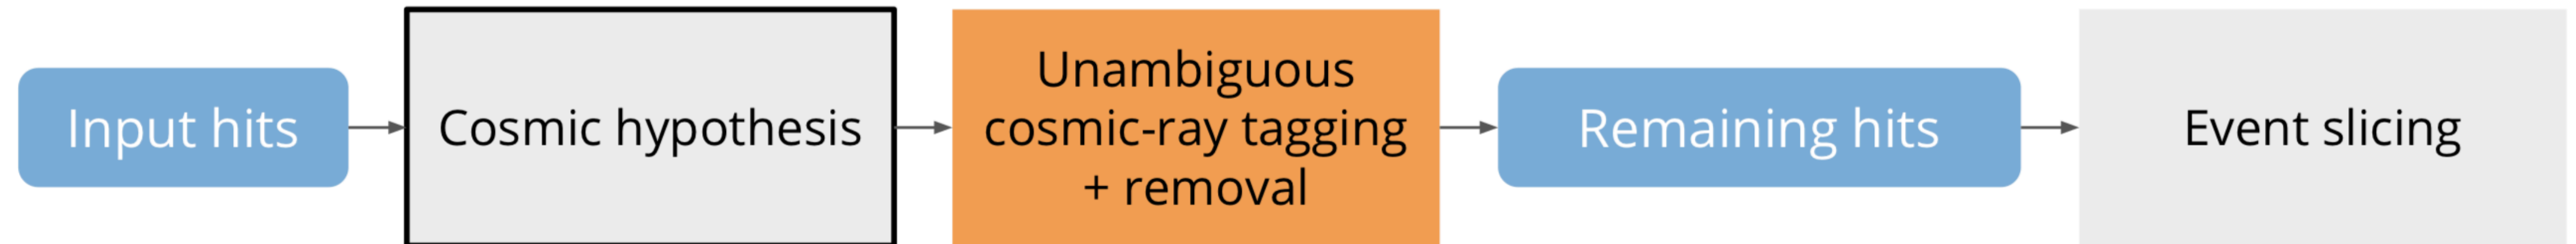 Input hits
Cosmic hypothesis
Unambiguous
cosmic-ray tagging
+ removal
Remaining hits
Event slicing